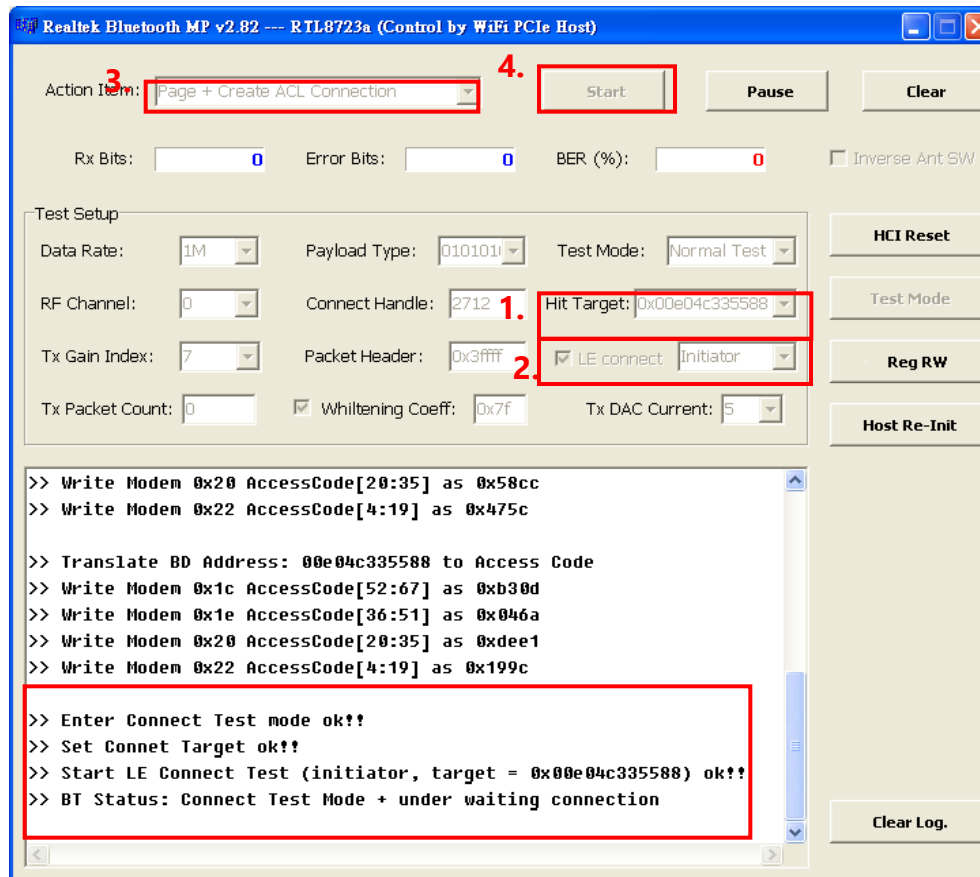 Realtek Bluetooth MP v2.82 --- RTL8723a (Control by WiFi PCIe Host)
3. 4.
Action Item: Page + Create ACL Connection Start Pause Clear
Rx Bits: 0 Error Bits: 0 BER (%): 0 Inverse Ant SW
Test Setup
Data Rate: 1M Payload Type: 010101 Test Mode: Normal Test HCI Reset
RF Channel: 0 Connect Handle: 2712 1. Hit Target: 0x00e04c335588 Test Mode
Tx Gain Index: 7 Packet Header: 0x3ffff 2. LE connect Initiator Reg RW
Tx Packet Count: 0 Whiltening Coeff: 0x7f Tx DAC Current: 5 Host Re-Init
>> Write Modem 0x20 AccessCode[20:35] as 0x58cc
>> Write Modem 0x22 AccessCode[4:19] as 0x475c
>> Translate BD Address: 00e04c335588 to Access Code
>> Write Modem 0x1c AccessCode[52:67] as 0xb30d
>> Write Modem 0x1e AccessCode[36:51] as 0x046a
>> Write Modem 0x20 AccessCode[20:35] as 0xdee1
>> Write Modem 0x22 AccessCode[4:19] as 0x199c
>> Enter Connect Test mode ok!!
>> Set Connet Target ok!!
>> Start LE Connect Test (initiator, target = 0x00e04c335588) ok!!
>> BT Status: Connect Test Mode + under waiting connection
Clear Log.